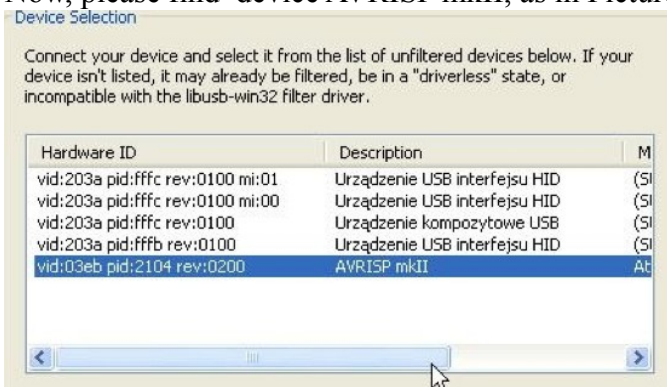 Now, please find device AVRISP mkII, as in Pictur
Device Selection
Connect your device and select it from the list of unfiltered devices below. If your
device isn't listed, it may already be filtered, be in a "driverless" state, or
incompatible with the libusb-win32 filter driver.
Hardware ID Description M
vid:203a pid:fffc rev:0100 mi:01 Urządzenie USB interfejsu HID (S
vid:203a pid:fffc rev:0100 mi:00 Urządzenie USB interfejsu HID (S
vid:203a pid:fffc rev:0100 Urządzenie kompozytowe USB (S
vid:203a pid:fffb rev:0100 Urządzenie USB interfejsu HID (S
vid:03eb pid:2104 rev:0200 AVRISP mkII At